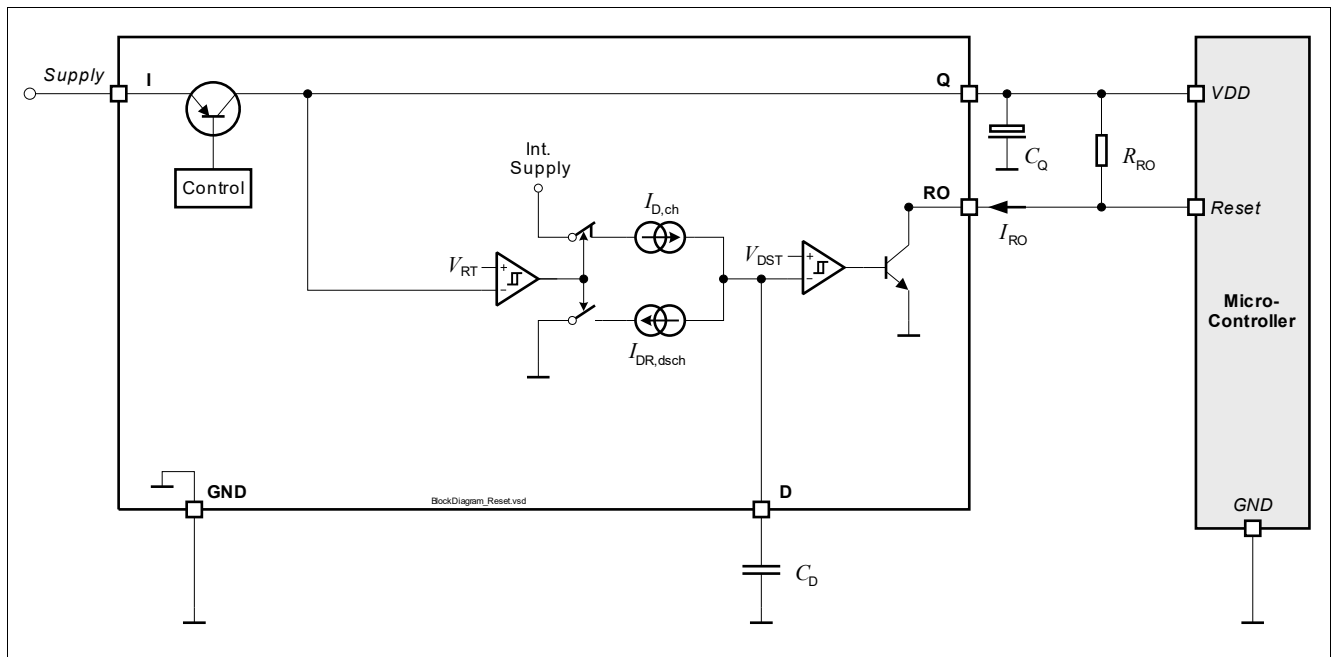 Supply
I
Q
VDD
Int.
Supply
C_Q
R_RO
Control
I_D,ch
RO
Reset
I_RO
V_RT
+
−
V_DST
+
−
Micro-
Controller
I_DR,dsch
GND
BlockDiagram_Reset.vsd
D
GND
C_D